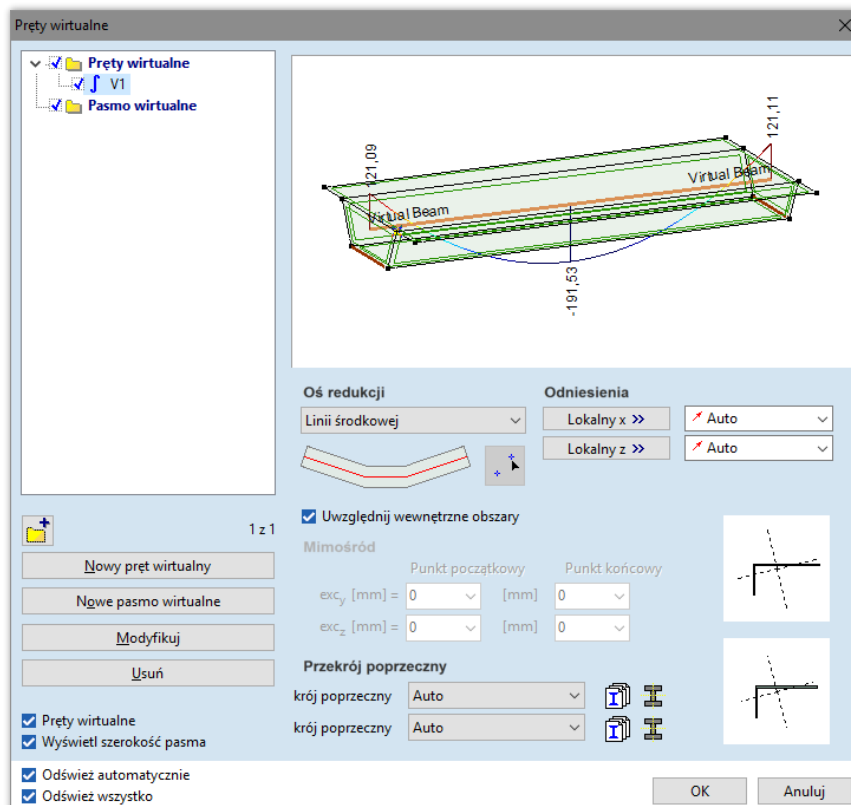 Pręty wirtualne
Pręty wirtualne
V1
Pasmo wirtualne
121,09
Virtual Beam
Virtual Beam
121,11
-191,53
Oś redukcji
Odniesienia
Linii środkowej
Lokalny x >>
Auto
Lokalny z >>
Auto
Uwzględnij wewnętrzne obszary
1 z 1
Mimośród
Punkt początkowy
Punkt końcowy
excy [mm] = 0
[mm] 0
excz [mm] = 0
[mm] 0
Nowy pręt wirtualny
Nowe pasmo wirtualne
Modyfikuj
Usuń
Przekrój poprzeczny
krój poprzeczny Auto
krój poprzeczny Auto
Pręty wirtualne
Wyświetl szerokość pasma
Odśwież automatycznie
Odśwież wszystko
OK
Anuluj